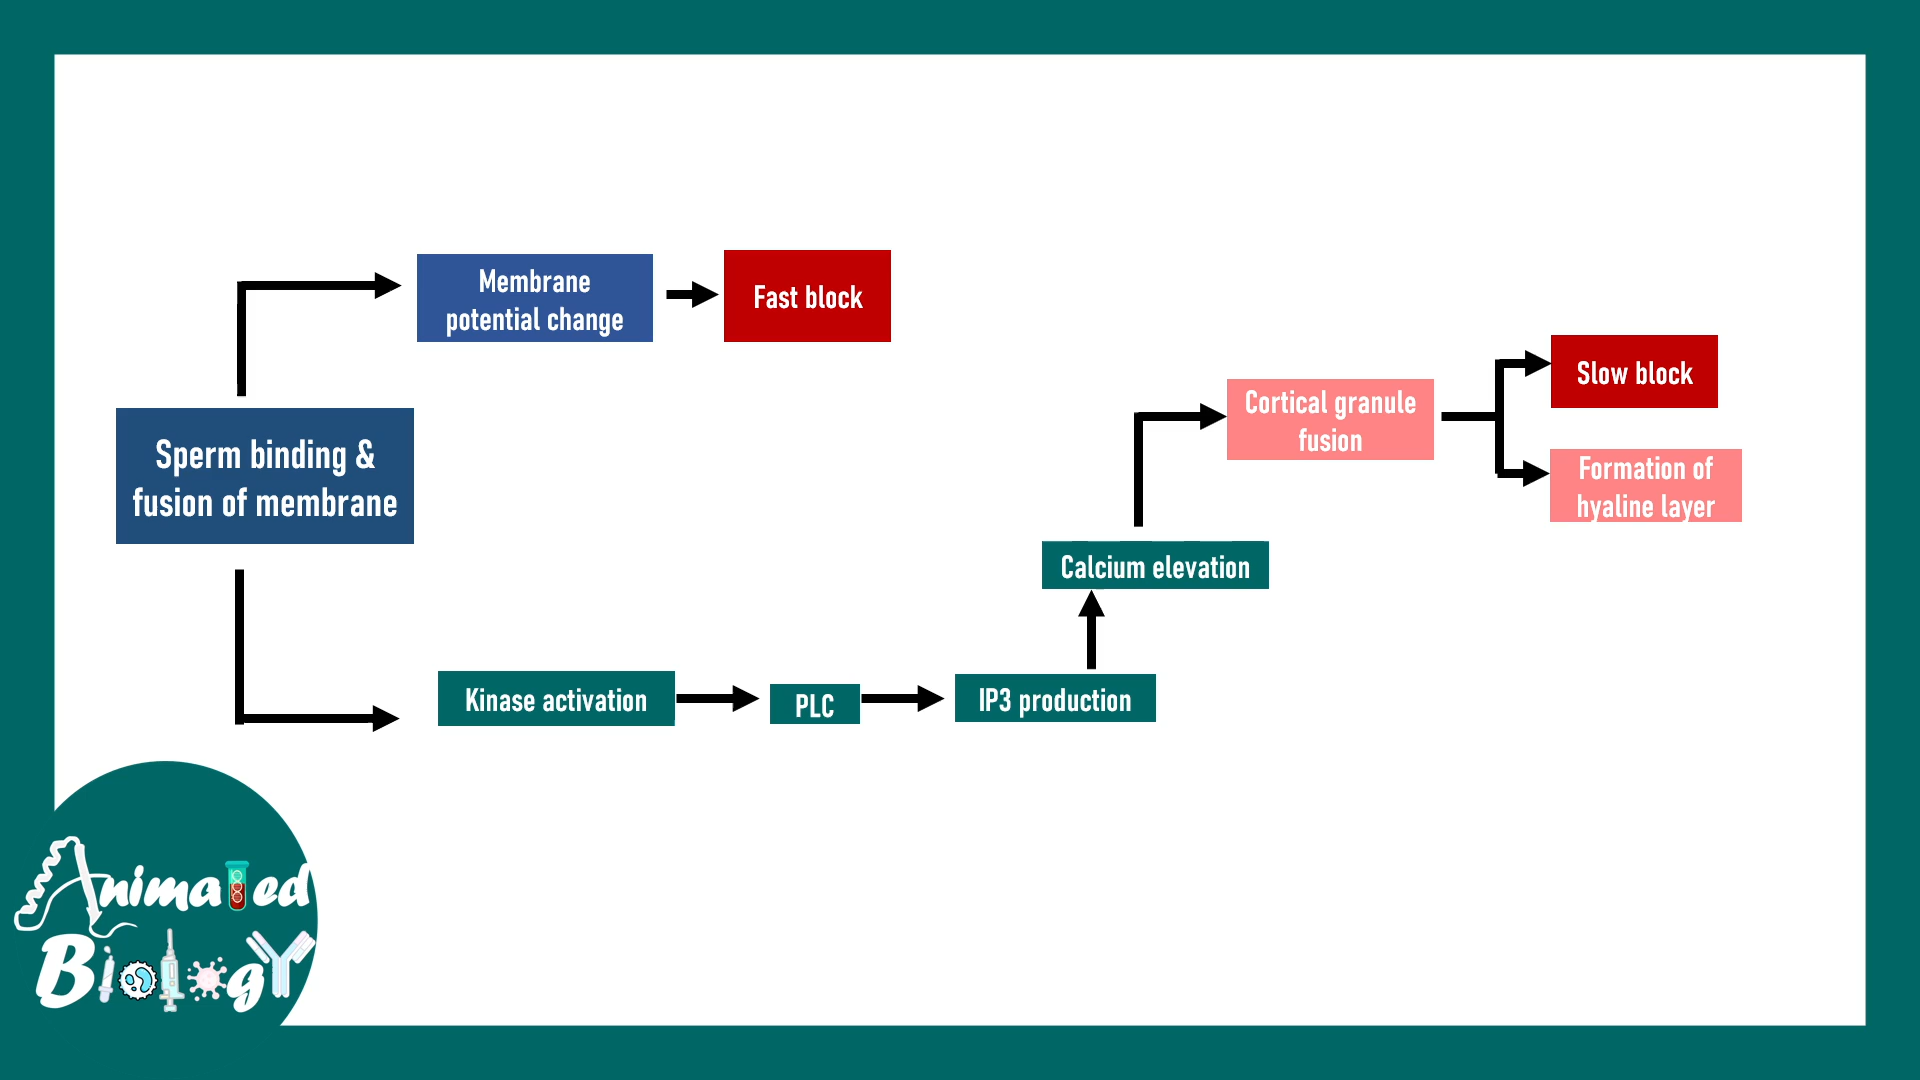 Membrane
potential change
Fast block
Sperm binding &
fusion of membrane
Cortical granule
fusion
Slow block
Formation of
hyaline layer
Calcium elevation
Kinase activation
PLC
IP3 production
Animated
Biology